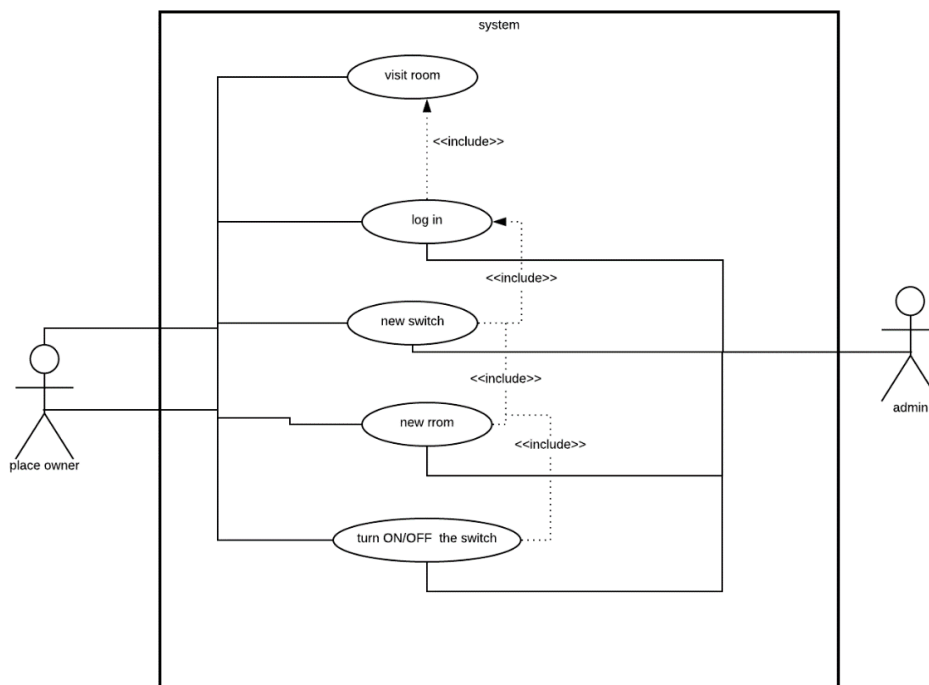 system
visit room
<<include>>
log in
<<include>>
new switch
<<include>>
new rrom
<<include>>
turn ON/OFF  the switch
place owner
admin